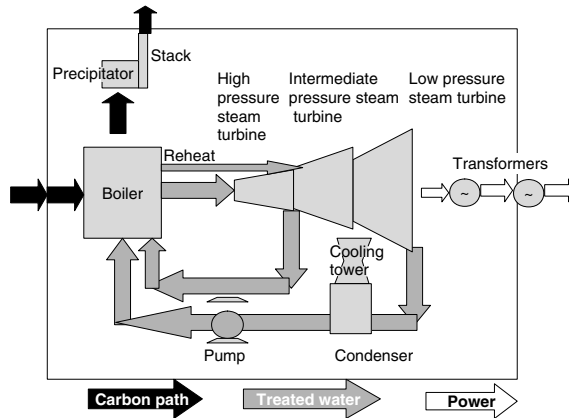 Stack
Precipitator
High
pressure
steam
turbine
Intermediate
pressure steam
turbine
Low pressure
steam turbine
Reheat
Boiler
Transformers
~
~
Cooling
tower
Pump
Condenser
Carbon path
Treated water
Power